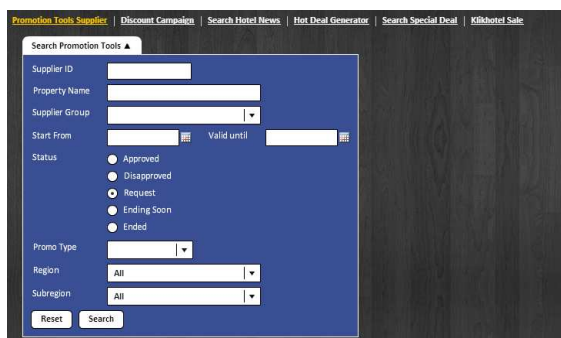 Promotion Tools Supplier | Discount Campaign | Search Hotel News | Hot Deal Generator | Search Special Deal | Klikhotel Sale
Search Promotion Tools ▲
Supplier ID
Property Name
Supplier Group
Start From Valid until
Status Approved
Disapproved
Request
Ending Soon
Ended
Promo Type
Region All
Subregion All
Reset Search